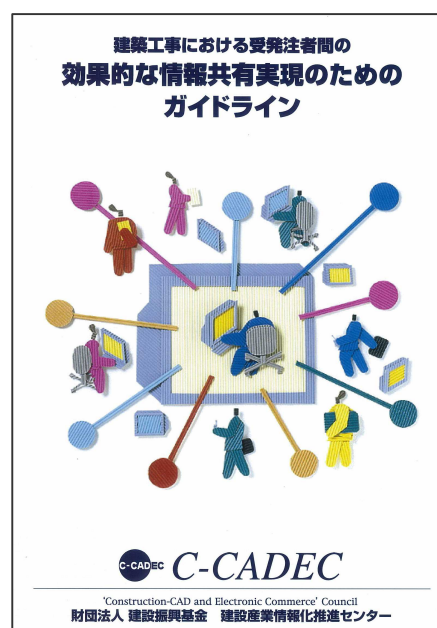 建築工事における受発注者間の
効果的な情報共有実現のための
ガイドライン
C-CADEC C-CADEC
'Construction-CAD and Electronic Commerce' Council
財団法人 建設振興基金 建設産業情報化推進センター